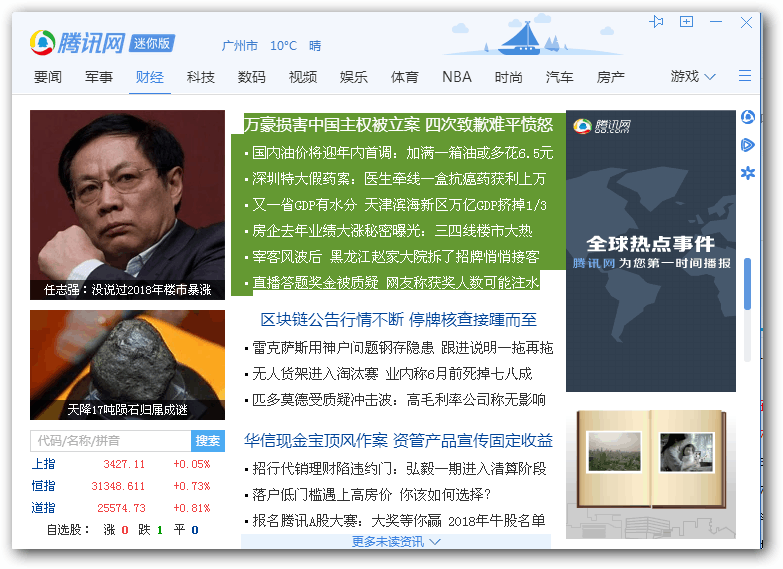 腾讯网 迷你版
广州市 10°C 晴
要闻 军事 财经 科技 数码 视频 娱乐 体育 NBA 时尚 汽车 房产 游戏
任志强：没说过2018年楼市暴涨
天降17吨陨石归属成谜
代码/名称/拼音 搜索
上指 3427.11 +0.05%
恒指 31348.611 +0.73%
道指 25574.73 +0.81%
自选股： 涨 0 跌 1 平 0
万豪损害中国主权被立案 四次致歉难平愤怒
国内油价将迎年内首调：加满一箱油或多花6.5元
深圳特大假药案：医生牵线一盒抗癌药获利上万
又一省GDP有水分 天津滨海新区万亿GDP挤掉1/3
房企去年业绩大涨秘密曝光：三四线楼市大热
宰客风波后 黑龙江赵家大院拆了招牌悄悄接客
直播答题奖金被质疑 网友称获奖人数可能注水
区块链公告行情不断 停牌核查接踵而至
雷克萨斯用神户问题钢存隐患 跟进说明一拖再拖
无人货架进入淘汰赛 业内称6月前死掉七八成
匹多莫德受质疑冲击波：高毛利率公司称无影响
华信现金宝顶风作案 资管产品宣传固定收益
招行代销理财陷违约门：弘毅一期进入清算阶段
落户低门槛遇上高房价 你该如何选择？
报名腾讯A股大赛：大奖等你赢 2018年牛股名单
更多未读资讯
腾讯网
QQ.com
全球热点事件
腾讯网 为您第一时间播报